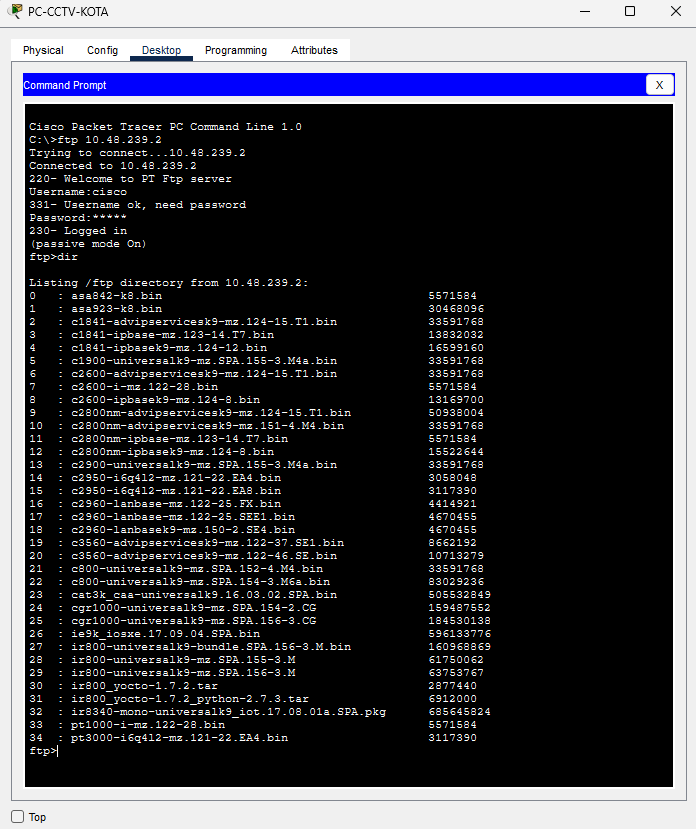 PC-CCTV-KOTA
Physical Config Desktop Programming Attributes
Command Prompt X
Cisco Packet Tracer PC Command Line 1.0
C:\>ftp 10.48.239.2
Trying to connect...10.48.239.2
Connected to 10.48.239.2
220- Welcome to PT Ftp server
Username:cisco
331- Username ok, need password
Password:*****
230- Logged in
(passive mode On)
ftp>dir
Listing /ftp directory from 10.48.239.2:
0 : asa842-k8.bin 5571584
1 : asa923-k8.bin 30468096
2 : c1841-advipservicesk9-mz.124-15.T1.bin 33591768
3 : c1841-ipbase-mz.123-14.T7.bin 13832032
4 : c1841-ipbasek9-mz.124-12.bin 16599160
5 : c1900-universalk9-mz.SPA.155-3.M4a.bin 33591768
6 : c2600-advipservicesk9-mz.124-15.T1.bin 33591768
7 : c2600-i-mz.122-28.bin 5571584
8 : c2600-ipbasek9-mz.124-8.bin 13169700
9 : c2800nm-advipservicesk9-mz.124-15.T1.bin 50938004
10 : c2800nm-advipservicesk9-mz.151-4.M4.bin 33591768
11 : c2800nm-ipbase-mz.123-14.T7.bin 5571584
12 : c2800nm-ipbasek9-mz.124-8.bin 15522644
13 : c2900-universalk9-mz.SPA.155-3.M4a.bin 33591768
14 : c2950-i6q4l2-mz.121-22.EA4.bin 3058048
15 : c2950-i6q4l2-mz.121-22.EA8.bin 3117390
16 : c2960-lanbase-mz.122-25.FX.bin 4414921
17 : c2960-lanbase-mz.122-25.SEE1.bin 4670455
18 : c2960-lanbasek9-mz.150-2.SE4.bin 4670455
19 : c3560-advipservicesk9-mz.122-37.SE1.bin 8662192
20 : c3560-advipservicesk9-mz.122-46.SE.bin 10713279
21 : c800-universalk9-mz.SPA.152-4.M4.bin 33591768
22 : c800-universalk9-mz.SPA.154-3.M6a.bin 83029236
23 : cat3k_caa-universalk9.16.03.02.SPA.bin 505532849
24 : cgr1000-universalk9-mz.SPA.154-2.CG 159487552
25 : cgr1000-universalk9-mz.SPA.156-3.CG 184530138
26 : ie9k_iosxe.17.09.04.SPA.bin 596133776
27 : ir800-universalk9-bundle.SPA.156-3.M.bin 160968869
28 : ir800-universalk9-mz.SPA.155-3.M 61750062
29 : ir800-universalk9-mz.SPA.156-3.M 63753767
30 : ir800_yocto-1.7.2.tar 2877440
31 : ir800_yocto-1.7.2_python-2.7.3.tar 6912000
32 : ir8340-mono-universalk9_iot.17.08.01a.SPA.pkg 685645824
33 : pt1000-i-mz.122-28.bin 5571584
34 : pt3000-i6q4l2-mz.121-22.EA4.bin 3117390
ftp>
Top